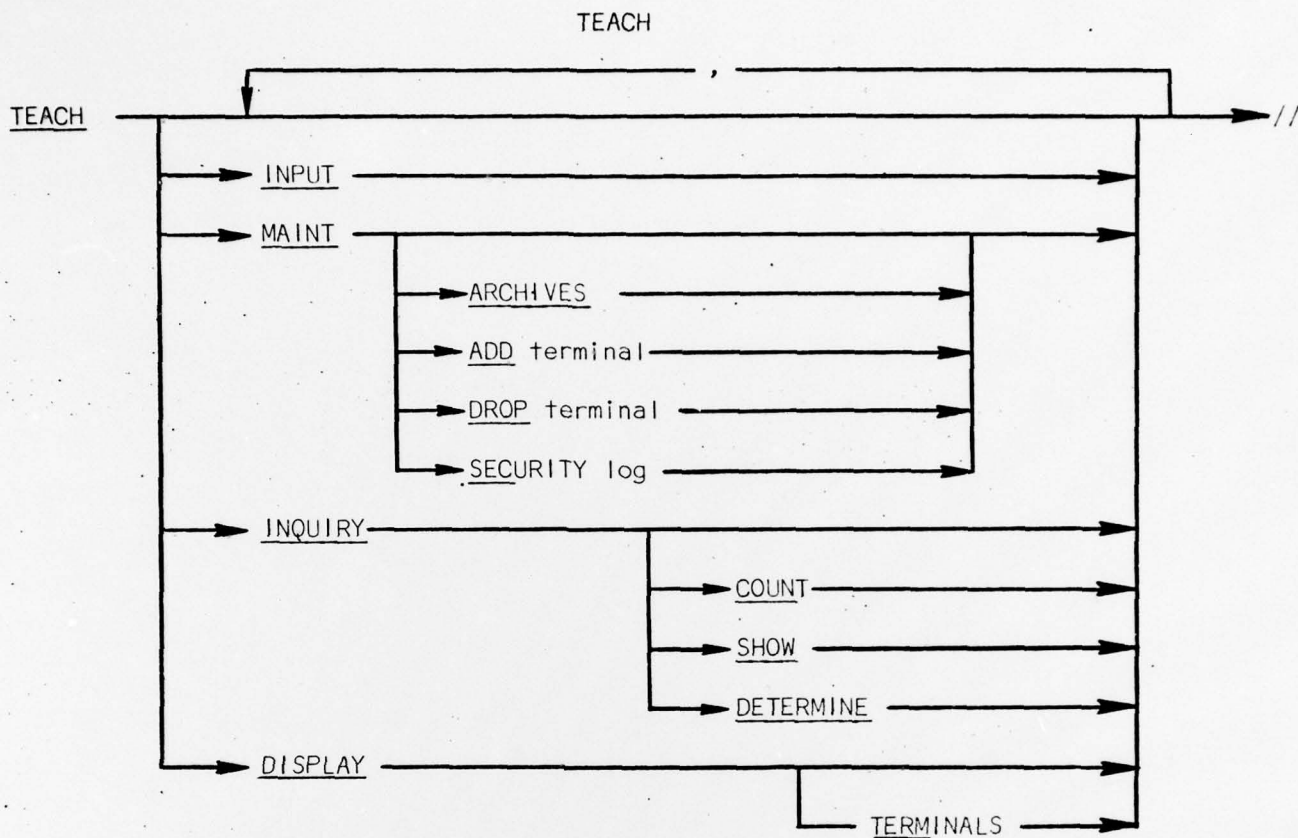 TEACH
,
TEACH //
INPUT
MAINT
ARCHIVES
ADD terminal
DROP terminal
SECURITY log
INQUIRY
COUNT
SHOW
DETERMINE
DISPLAY
TERMINALS